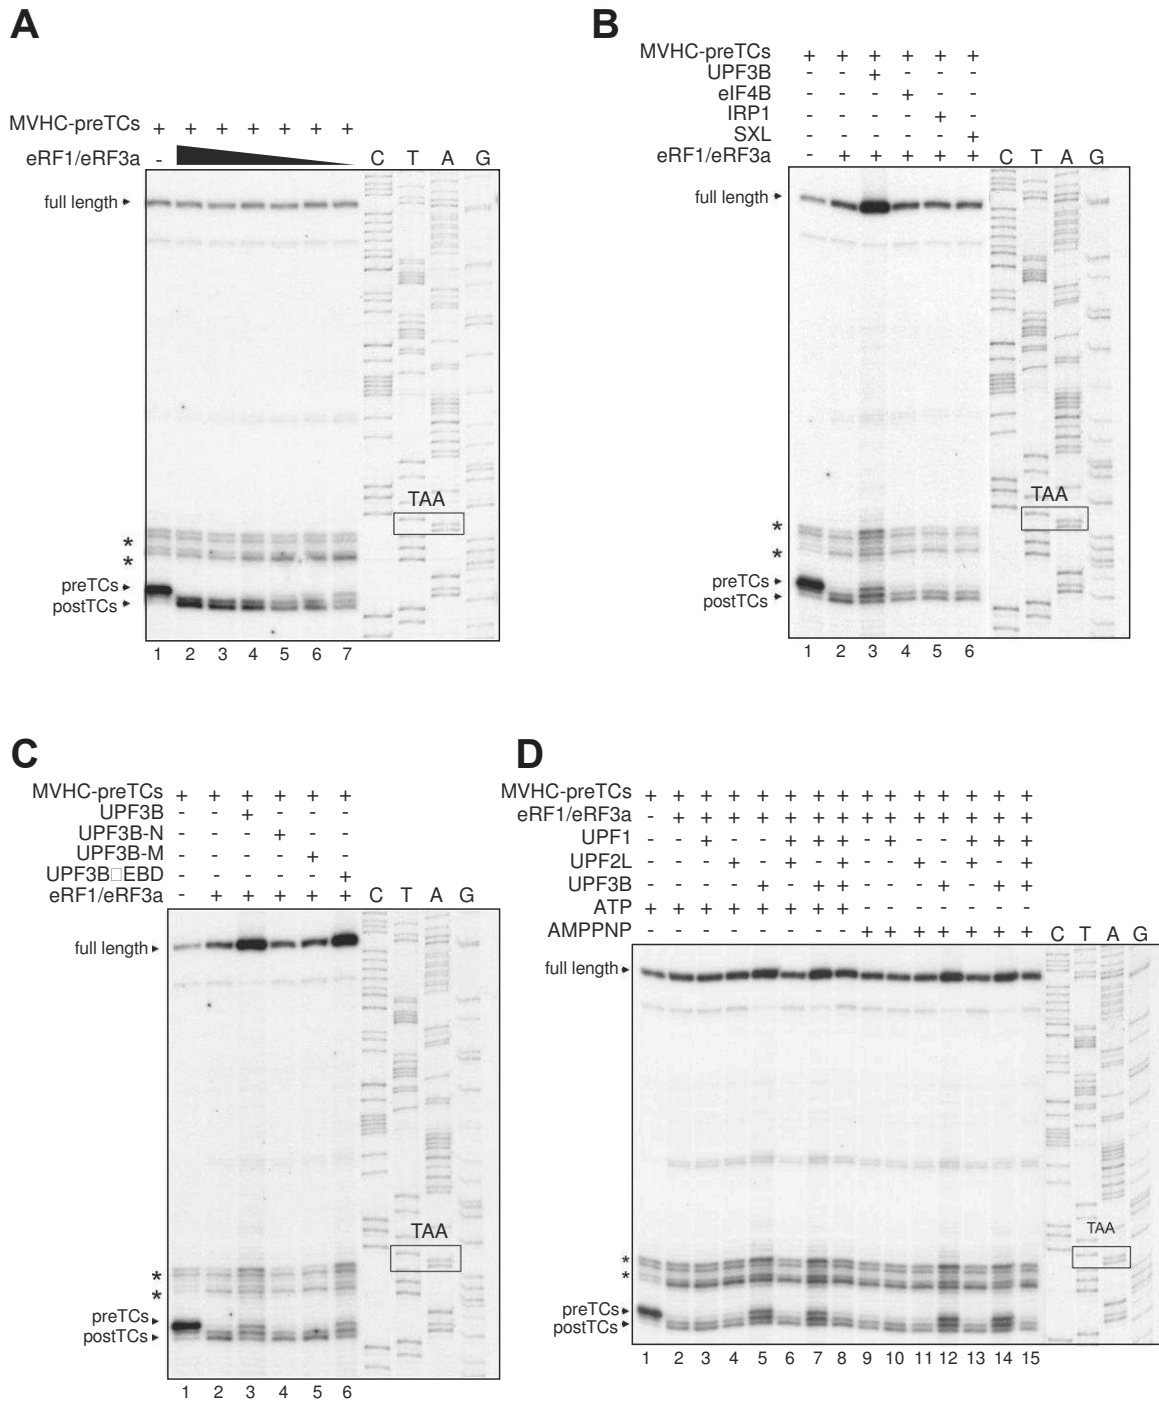 A
MVHC-preTCs + + + + + + +
eRF1/eRF3a - C T A G
full length
TAA
*
*
preTCs
postTCs
1 2 3 4 5 6 7
B
MVHC-preTCs + + + + + +
UPF3B - - + - - -
eIF4B - - - + - -
IRP1 - - - - + -
SXL - - - - - +
eRF1/eRF3a - + + + + + C T A G
full length
TAA
*
*
preTCs
postTCs
1 2 3 4 5 6
C
MVHC-preTCs + + + + + +
UPF3B - - + - - -
UPF3B-N - - - + - -
UPF3B-M - - - - + -
UPF3B□EBD - - - - - +
eRF1/eRF3a - + + + + + C T A G
full length
TAA
*
*
preTCs
postTCs
1 2 3 4 5 6
D
MVHC-preTCs + + + + + + + + + + + + + + +
eRF1/eRF3a - + + + + + + + + + + + + + +
UPF1 - - + - - + + + - + - - + + +
UPF2L - - - + - + - + - - + - + - +
UPF3B - - - - + - + + - - - + - + +
ATP + + + + + + + + - - - - - - -
AMPPNP - - - - - - - - + + + + + + + C T A G
full length
TAA
*
*
preTCs
postTCs
1 2 3 4 5 6 7 8 9 10 11 12 13 14 15